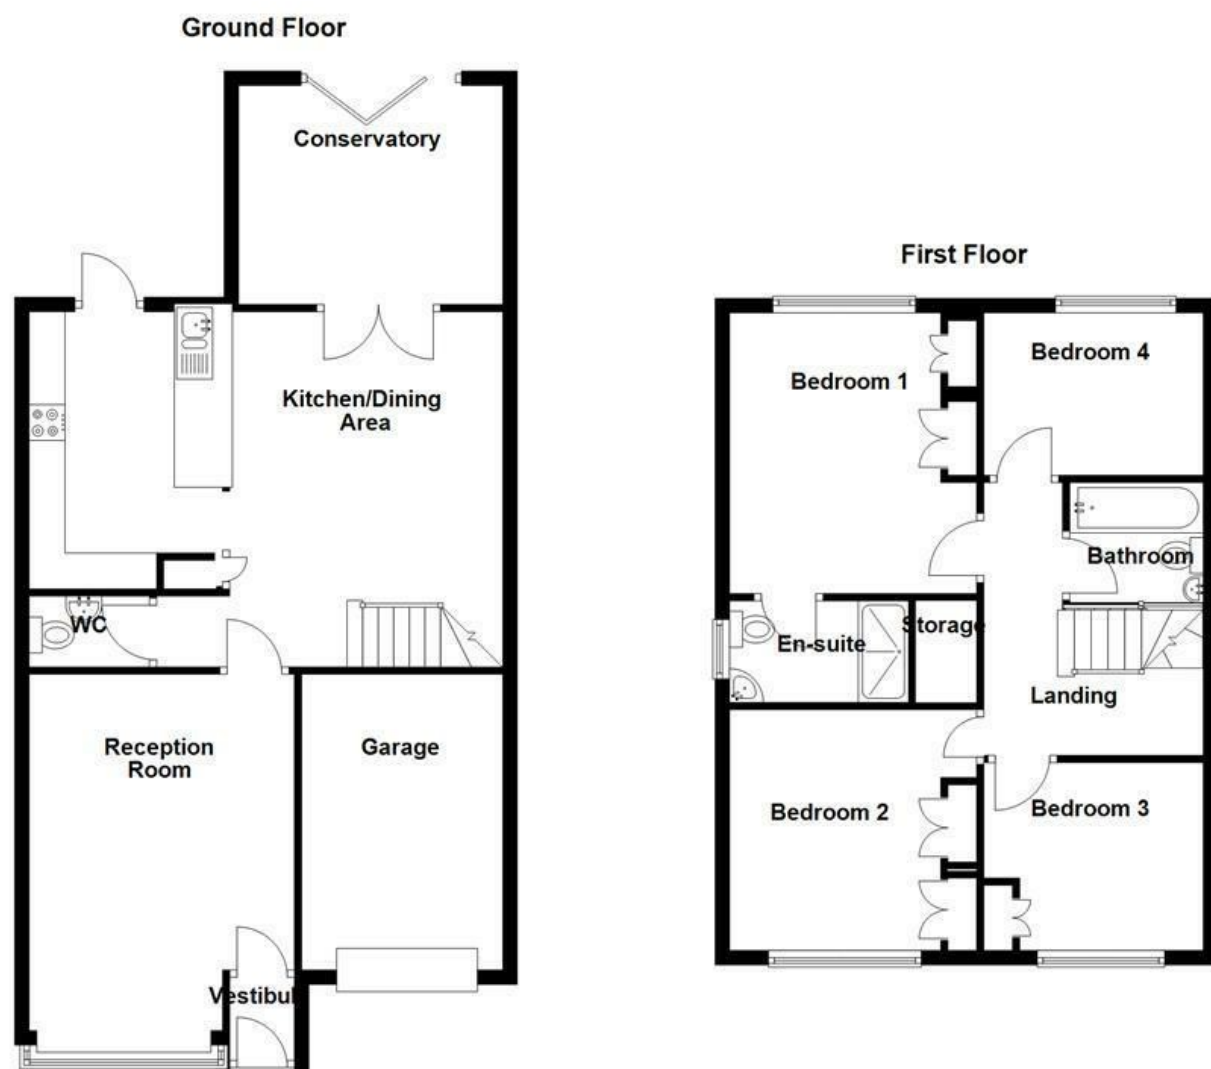 Ground Floor
Conservatory
Kitchen/Dining
Area
WC
Reception
Room
Garage
Vestibul
First Floor
Bedroom 1
Bedroom 4
Bathroom
En-suite
Storage
Landing
Bedroom 2
Bedroom 3